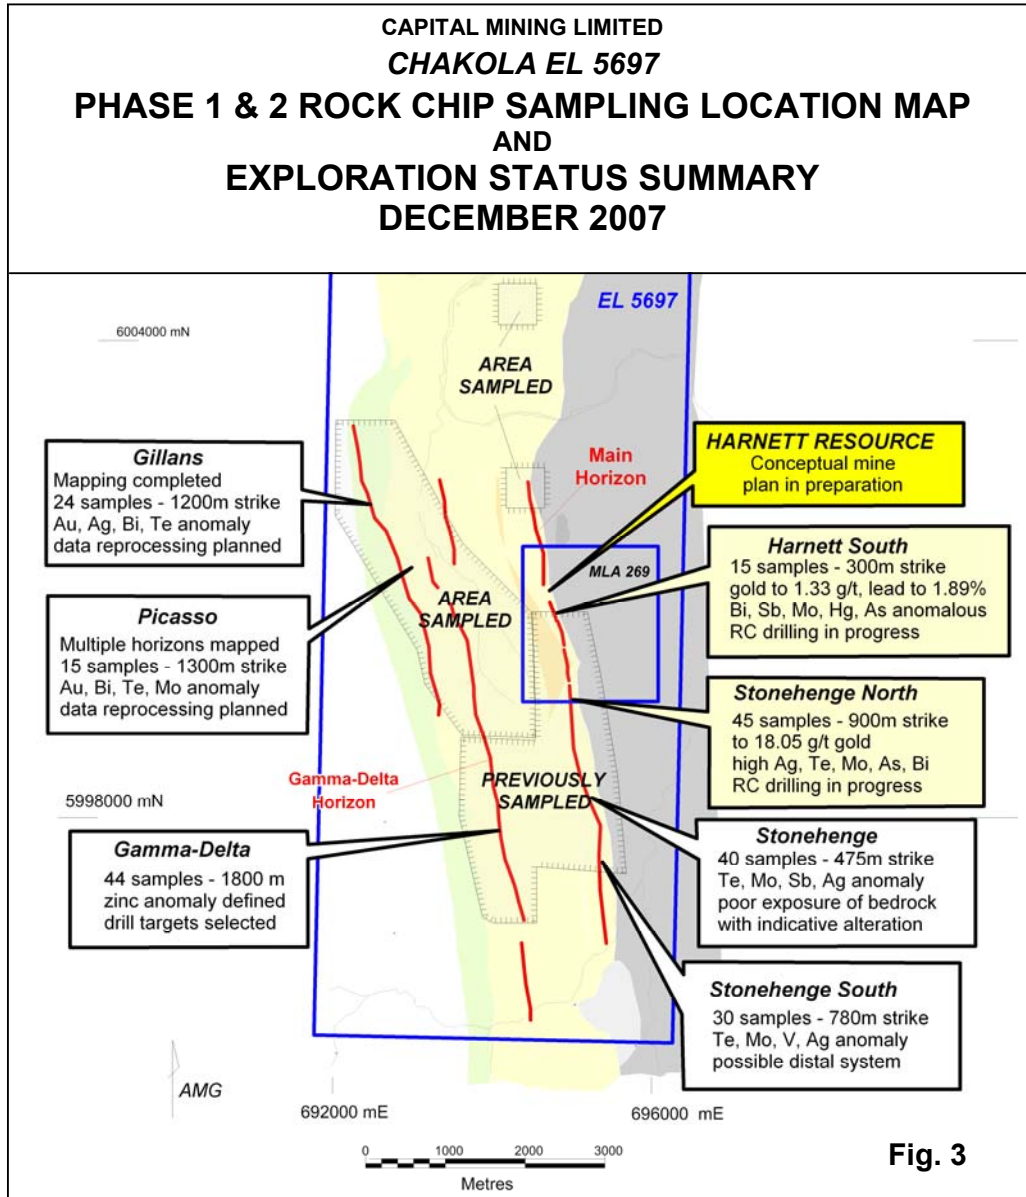 CAPITAL MINING LIMITED
CHAKOLA EL 5697
PHASE 1 & 2 ROCK CHIP SAMPLING LOCATION MAP
AND
EXPLORATION STATUS SUMMARY
DECEMBER 2007
EL 5697
6004000 mN
AREA
SAMPLED
Main
Horizon
HARNETT RESOURCE
Conceptual mine
plan in preparation
Gillans
Mapping completed
24 samples - 1200m strike
Au, Ag, Bi, Te anomaly
data reprocessing planned
Harnett South
15 samples - 300m strike
gold to 1.33 g/t, lead to 1.89%
Bi, Sb, Mo, Hg, As anomalous
RC drilling in progress
MLA 269
AREA
SAMPLED
Picasso
Multiple horizons mapped
15 samples - 1300m strike
Au, Bi, Te, Mo anomaly
data reprocessing planned
Stonehenge North
45 samples - 900m strike
to 18.05 g/t gold
high Ag, Te, Mo, As, Bi
RC drilling in progress
Gamma-Delta
Horizon
PREVIOUSLY
SAMPLED
5998000 mN
Gamma-Delta
44 samples - 1800 m
zinc anomaly defined
drill targets selected
Stonehenge
40 samples - 475m strike
Te, Mo, Sb, Ag anomaly
poor exposure of bedrock
with indicative alteration
Stonehenge South
30 samples - 780m strike
Te, Mo, V, Ag anomaly
possible distal system
AMG
692000 mE
696000 mE
0 1000 2000 3000
Metres
Fig. 3